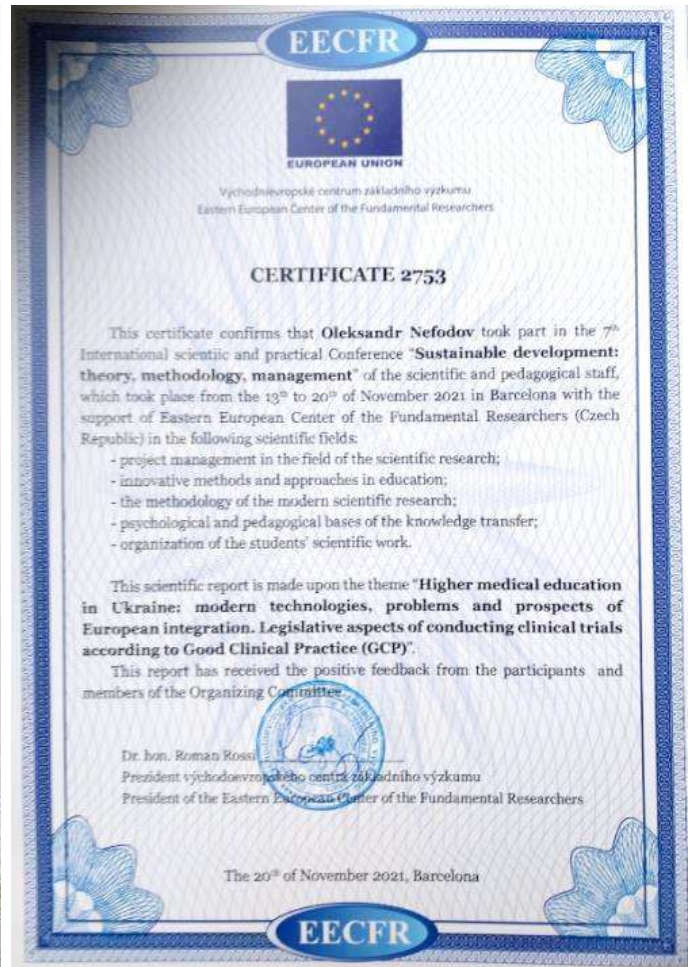 EECFR
EUROPEAN UNION
Východoevropské centrum základního výzkumu
Eastern European Center of the Fundamental Researchers
CERTIFICATE 2753
This certificate confirms that Oleksandr Nefodov took part in the 7th
International scientiic and practical Conference "Sustainable development:
theory, methodology, management" of the scientific and pedagogical staff,
which took place from the 13th to 20th of November 2021 in Barcelona with the
support of Eastern European Center of the Fundamental Researchers (Czech
Republic) in the following scientific fields:
- project management in the field of the scientific research;
- innovative methods and approaches in education;
- the methodology of the modern scientific research;
- psychological and pedagogical bases of the knowledge transfer;
- organization of the students' scientific work.
This scientific report is made upon the theme "Higher medical education
in Ukraine: modern technologies, problems and prospects of
European integration. Legislative aspects of conducting clinical trials
according to Good Clinical Practice (GCP)".
This report has received the positive feedback from the participants and
members of the Organizing Committee
Dr. hon. Roman Rossi
Prezident východoevropského centra základního výzkumu
President of the Eastern European Center of the Fundamental Researchers
The 20th of November 2021, Barcelona
EECFR